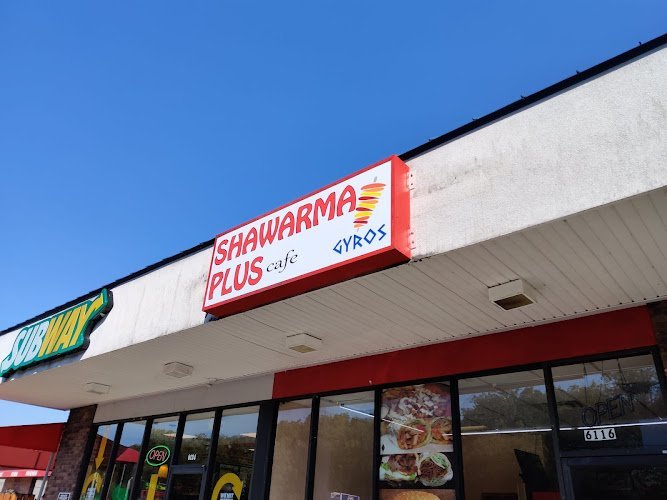 SHAWARMA
PLUS cafe
GYROS
SUBWAY
OPEN
OPEN
6116